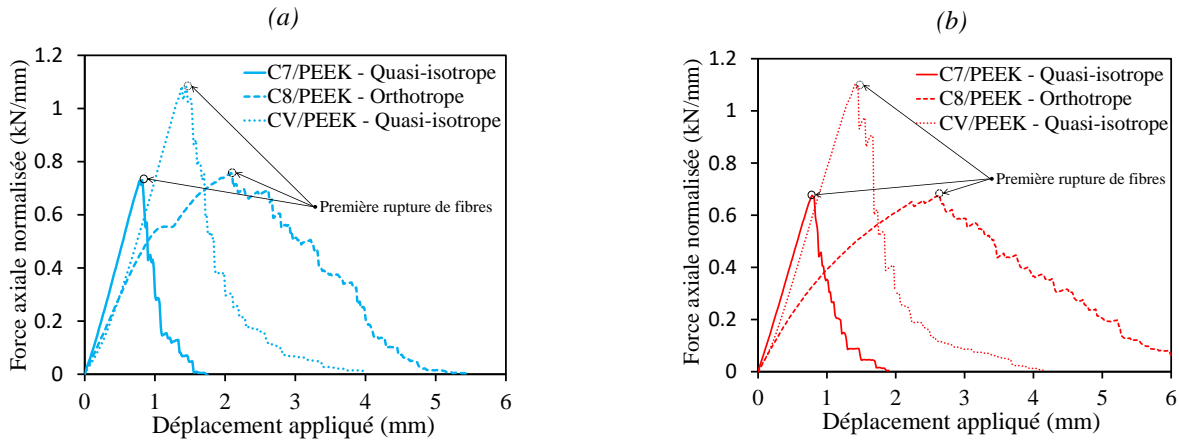 (a)
Force axiale normalisée (kN/mm)
1.2
1
0.8
0.6
0.4
0.2
0
C7/PEEK - Quasi-isotrope
C8/PEEK - Orthotrope
CV/PEEK - Quasi-isotrope
Première rupture de fibres
0 1 2 3 4 5 6
Déplacement appliqué (mm)
(b)
Force axiale normalisée (kN/mm)
1.2
1
0.8
0.6
0.4
0.2
0
C7/PEEK - Quasi-isotrope
C8/PEEK - Orthotrope
CV/PEEK - Quasi-isotrope
Première rupture de fibres
0 1 2 3 4 5 6
Déplacement appliqué (mm)